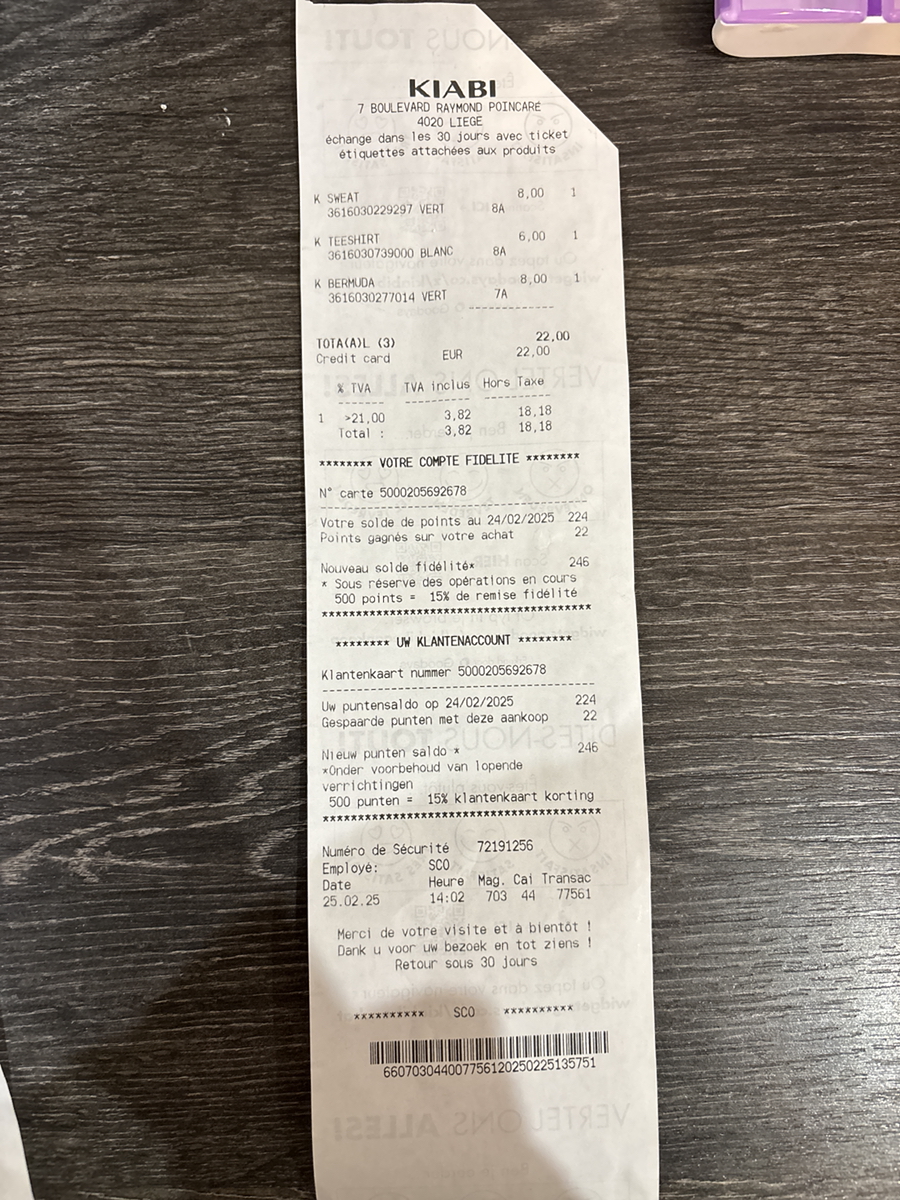 KIABI
7 BOULEVARD RAYMOND POINCARÉ
4020 LIEGE
échange dans les 30 jours avec ticket
étiquettes attachées aux produits
K SWEAT 8,00 1
3616030229297 VERT 8A
K TEESHIRT 6,00 1
3616030739000 BLANC 8A
K BERMUDA 8,00 1
3616030277014 VERT 7A
------------
TOTA(A)L (3) 22,00
Credit card EUR 22,00
% TVA TVA inclus Hors Taxe
1 >21,00 3,82 18,18
Total : 3,82 18,18
******** VOTRE COMPTE FIDELITE ********
N° carte 5000205692678
Votre solde de points au 24/02/2025 224
Points gagnés sur votre achat 22
Nouveau solde fidélité* 246
* Sous réserve des opérations en cours
500 points = 15% de remise fidélité
*****************************************
******** UW KLANTENACCOUNT ********
Klantenkaart nummer 5000205692678
Uw puntensaldo op 24/02/2025 224
Gespaarde punten met deze aankoop 22
Nieuw punten saldo * 246
*Onder voorbehoud van lopende
verrichtingen
500 punten = 15% klantenkaart korting
******************************************
Numéro de Sécurité 72191256
Employé: SCO
Date Heure Mag. Cai Transac
25.02.25 14:02 703 44 77561
Merci de votre visite et à bientôt !
Dank u voor uw bezoek en tot ziens !
Retour sous 30 jours
********** SCO **********
660703044007756120250225135751